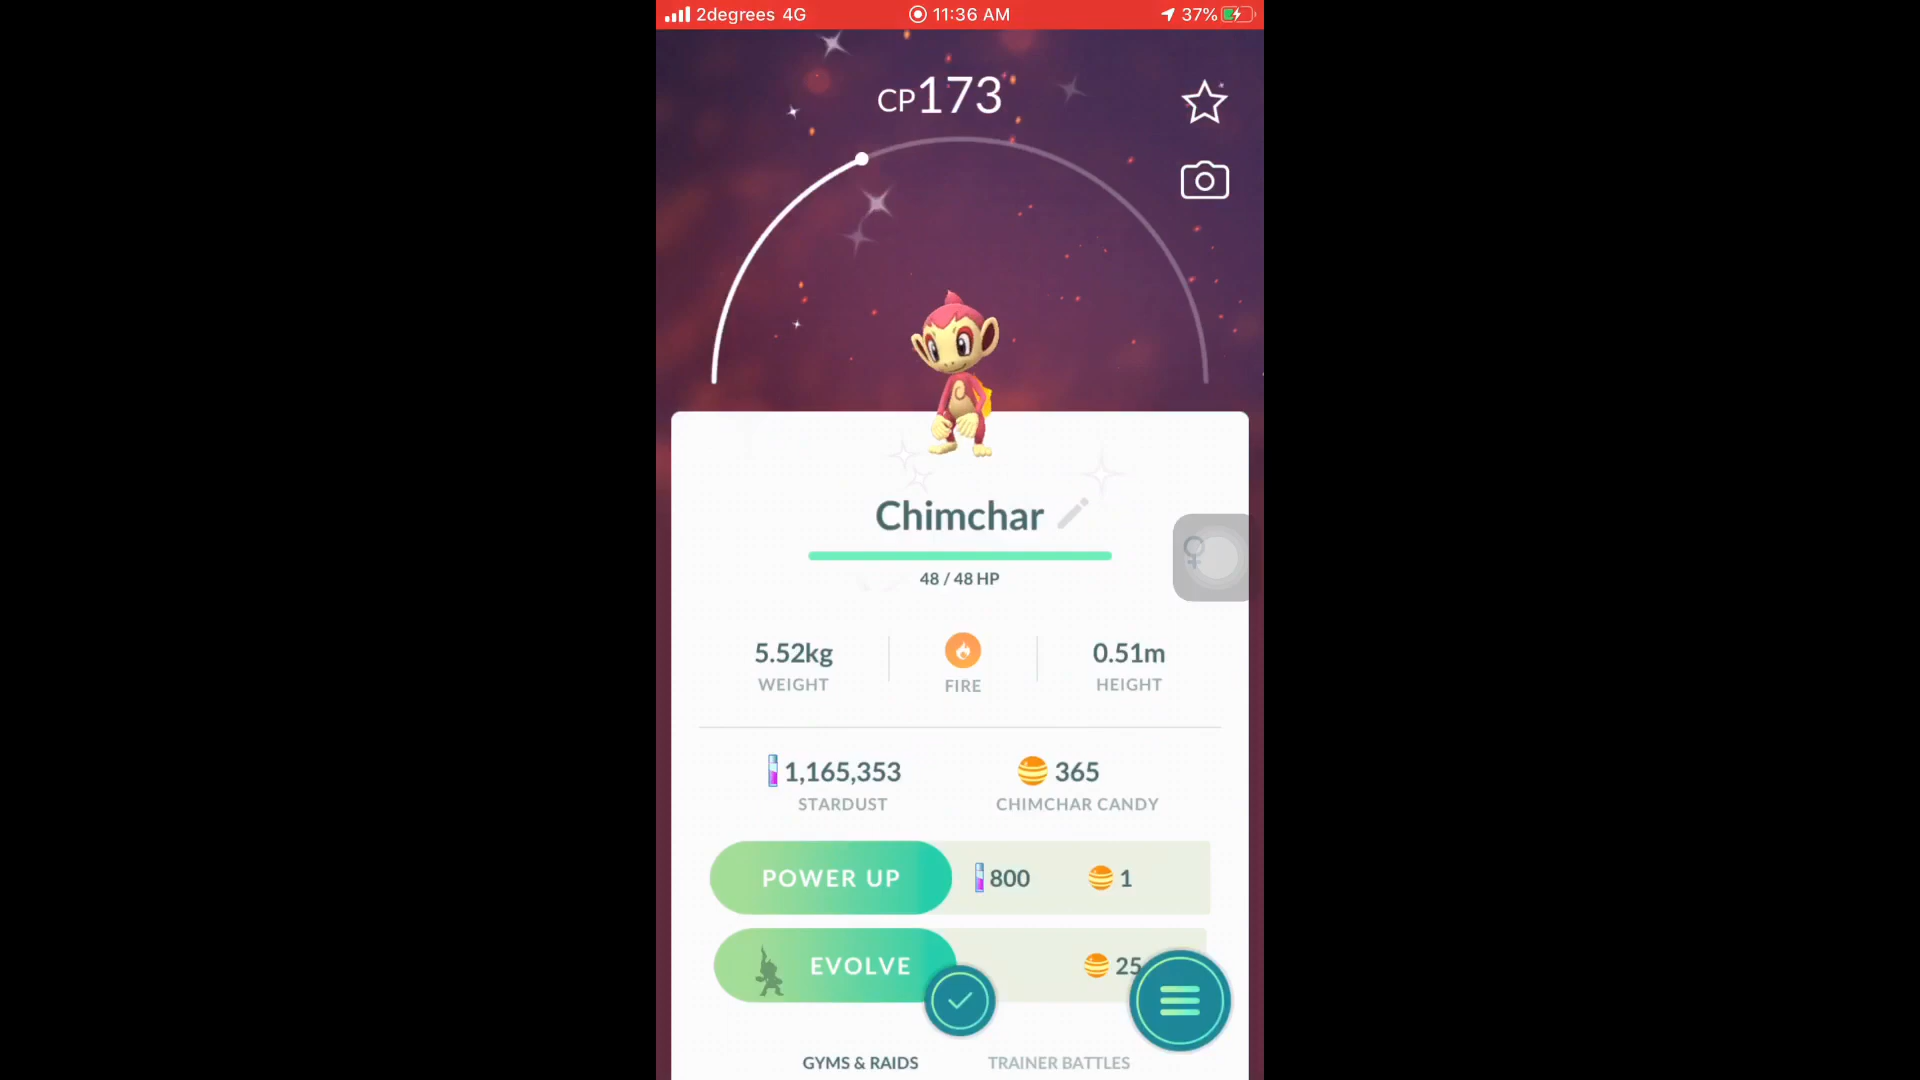 2degrees 4G 11:36 AM 37%
CP173
Chimchar
48 / 48 HP
5.52kg 0.51m
WEIGHT FIRE HEIGHT
1,165,353 365
STARDUST CHIMCHAR CANDY
POWER UP 800 1
EVOLVE 25
GYMS & RAIDS TRAINER BATTLES